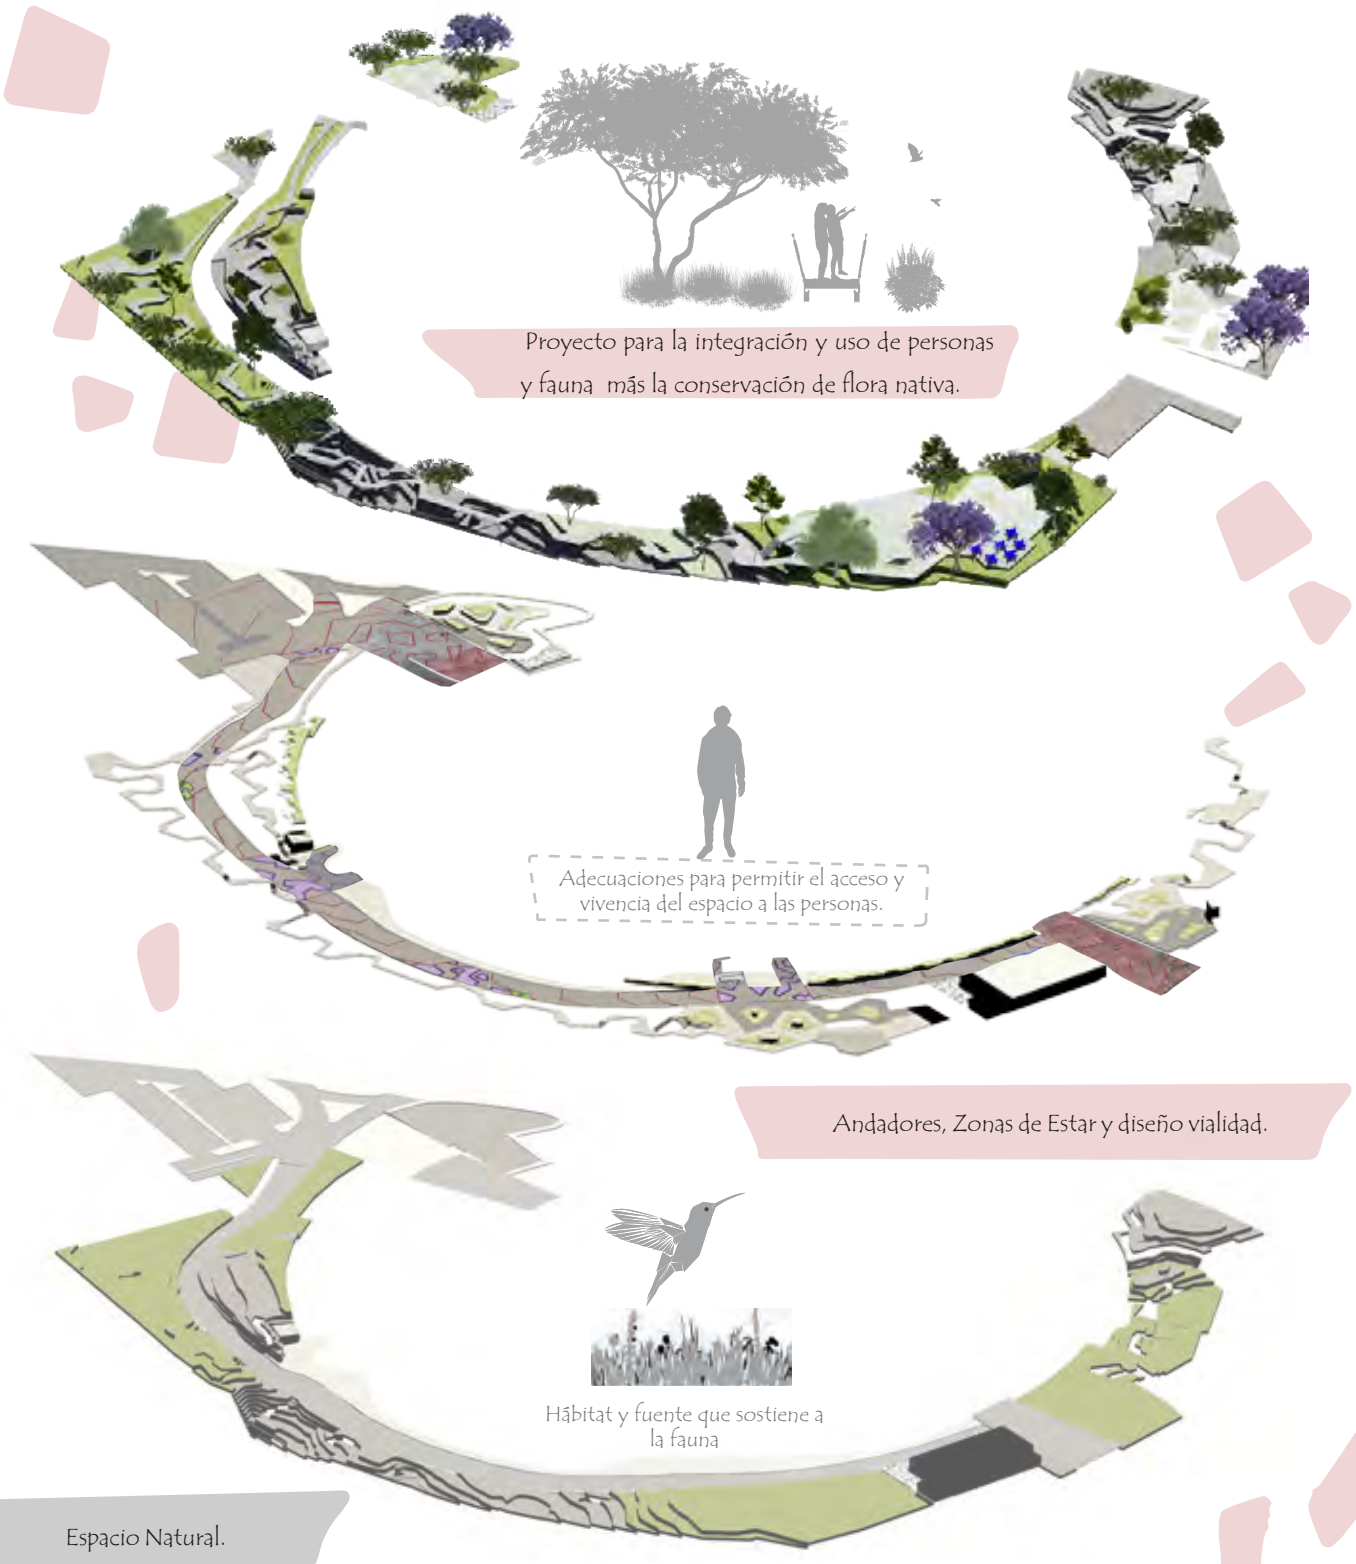 Proyecto para la integración y uso de personas
y fauna más la conservación de flora nativa.
Adecuaciones para permitir el acceso y
vivencia del espacio a las personas.
Andadores, Zonas de Estar y diseño vialidad.
Hábitat y fuente que sostiene a
la fauna
Espacio Natural.